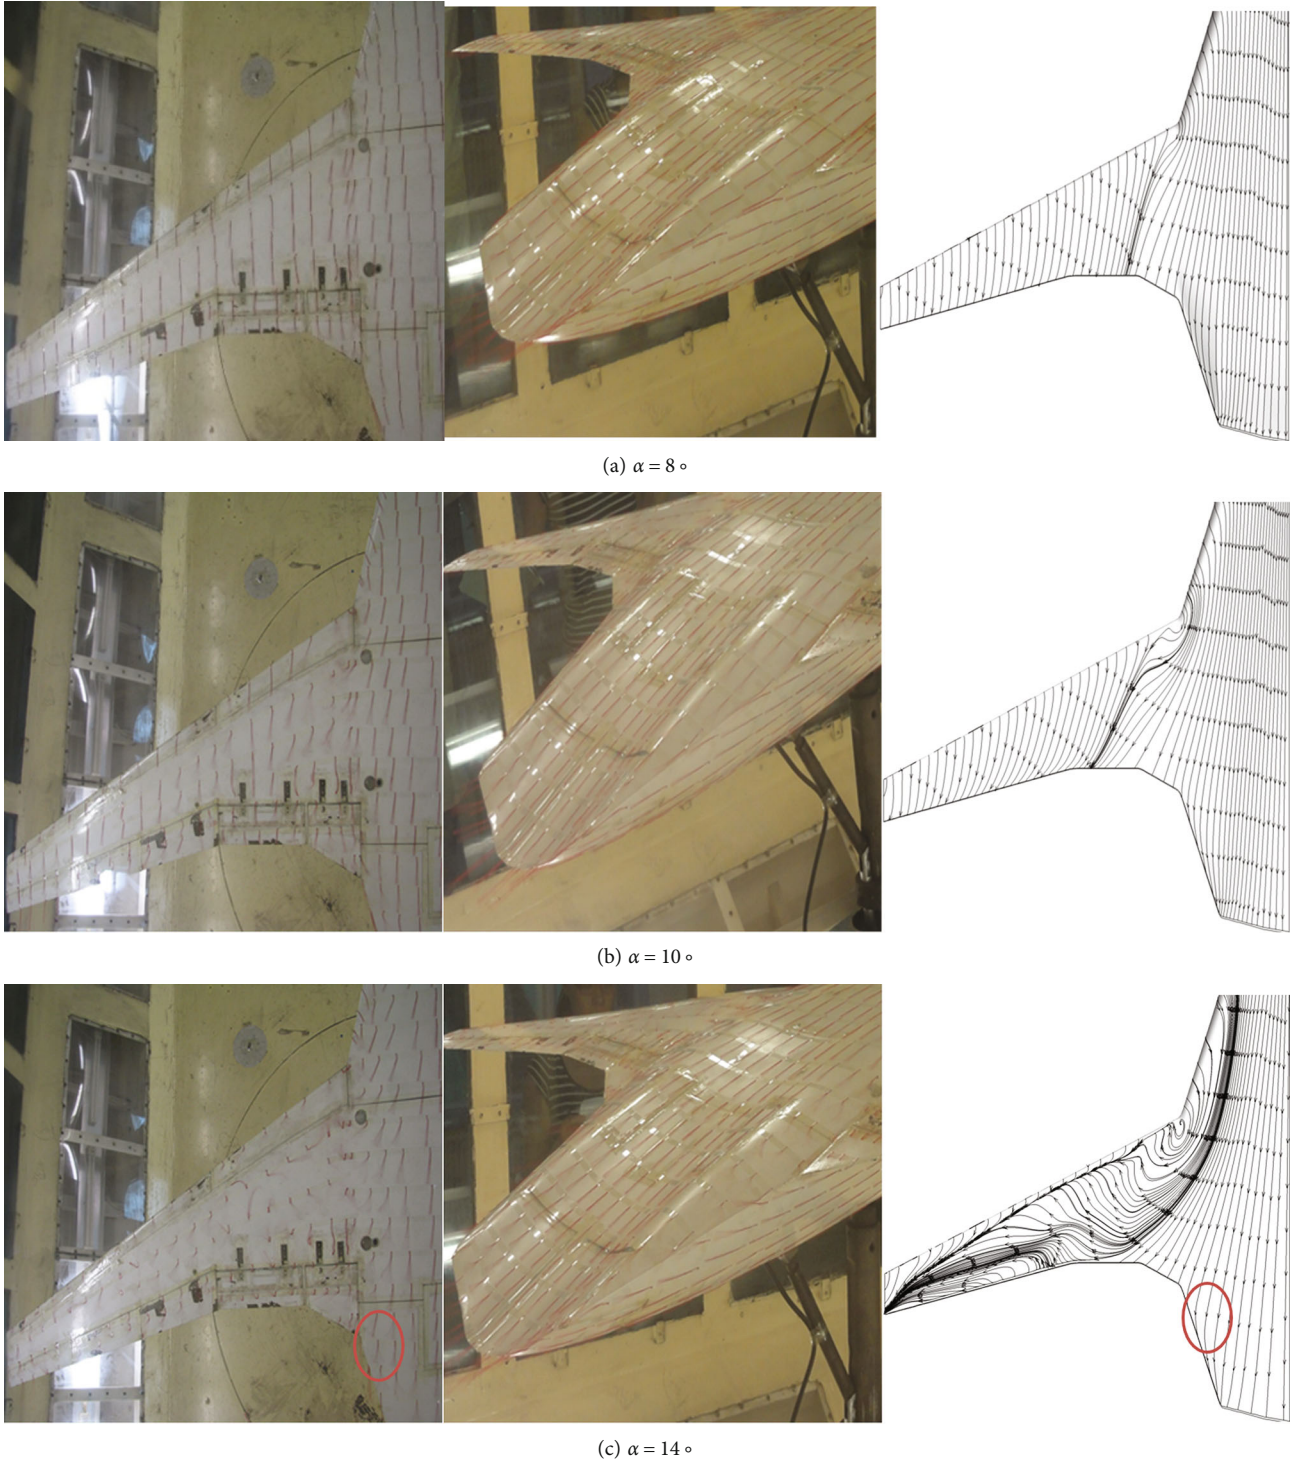 (a) α = 8 °
(b) α = 10 °
(c) α = 14 °